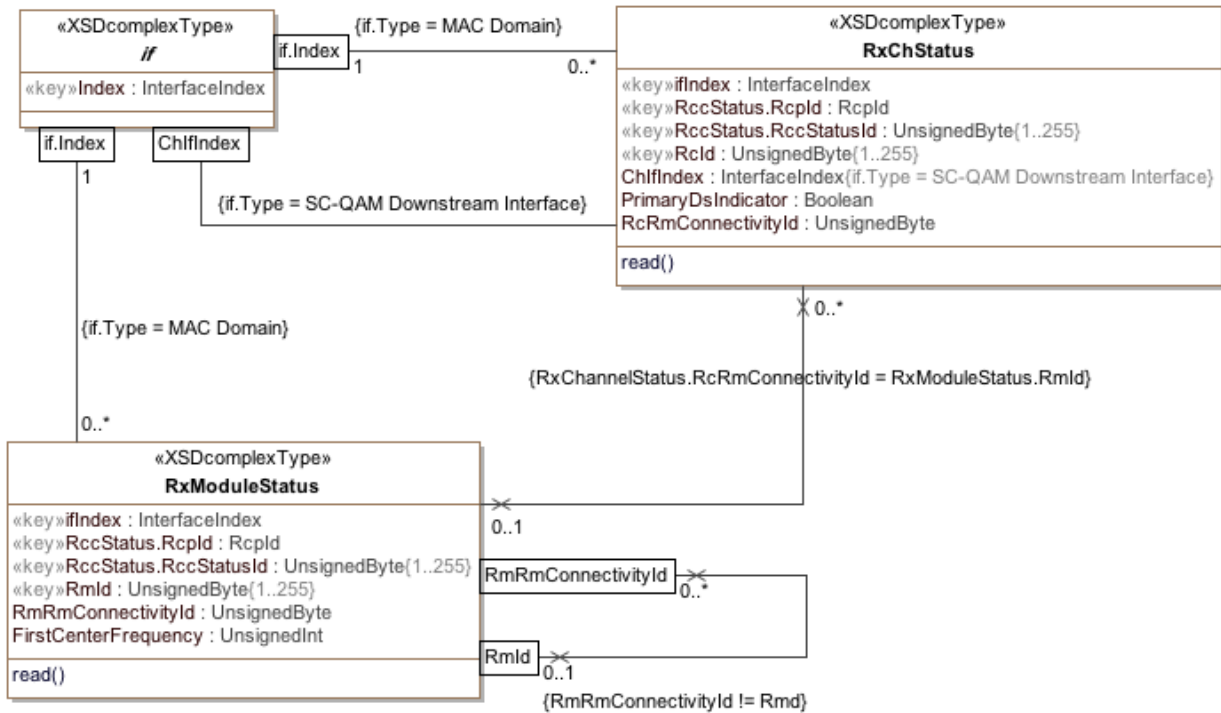 «XSDcomplexType»
if
«key»Index : InterfaceIndex
if.Index
{if.Type = MAC Domain}
1
0..*
«XSDcomplexType»
RxChStatus
«key»ifIndex : InterfaceIndex
«key»RccStatus.RcpId : RcpId
«key»RccStatus.RccStatusId : UnsignedByte{1..255}
«key»RcId : UnsignedByte{1..255}
ChIfIndex : InterfaceIndex{if.Type = SC-QAM Downstream Interface}
PrimaryDsIndicator : Boolean
RcRmConnectivityId : UnsignedByte
read()
if.Index
ChIfIndex
1
{if.Type = SC-QAM Downstream Interface}
0..*
{if.Type = MAC Domain}
{RxChannelStatus.RcRmConnectivityId = RxModuleStatus.RmId}
0..*
«XSDcomplexType»
RxModuleStatus
«key»ifIndex : InterfaceIndex
«key»RccStatus.RcpId : RcpId
«key»RccStatus.RccStatusId : UnsignedByte{1..255}
«key»RmId : UnsignedByte{1..255}
RmRmConnectivityId : UnsignedByte
FirstCenterFrequency : UnsignedInt
read()
0..1
RmRmConnectivityId
0..*
RmId
0..1
{RmRmConnectivityId != Rmd}